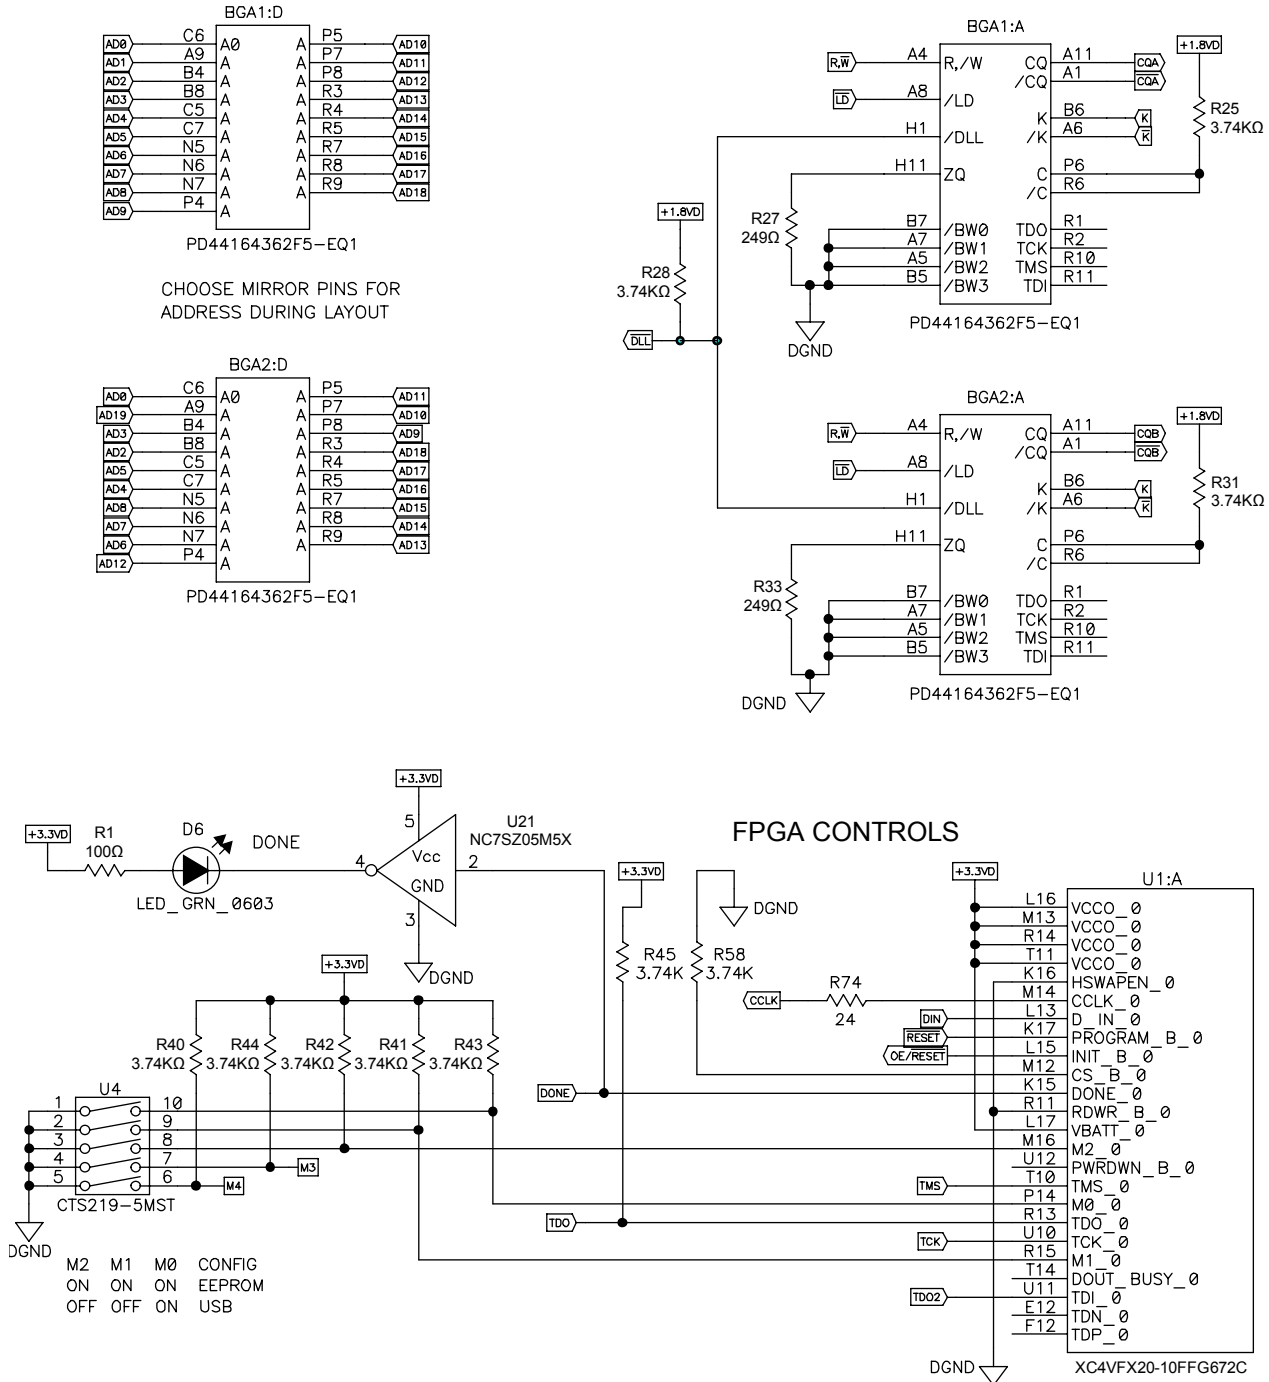 BGA1:D
AD0 C6 A0 A P5 AD10
AD1 A9 A A P7 AD11
AD2 B4 A A P8 AD12
AD3 B8 A A R3 AD13
AD4 C5 A A R4 AD14
AD5 C7 A A R5 AD15
AD6 N5 A A R7 AD16
AD7 N6 A A R8 AD17
AD8 N7 A A R9 AD18
AD9 P4 A
PD44164362F5-EQ1
CHOOSE MIRROR PINS FOR
ADDRESS DURING LAYOUT
BGA2:D
AD0 C6 A0 A P5 AD11
AD19 A9 A A P7 AD10
AD3 B4 A A P8 AD9
AD2 B8 A A R3 AD18
AD5 C5 A A R4 AD17
AD4 C7 A A R5 AD16
AD8 N5 A A R7 AD15
AD7 N6 A A R8 AD14
AD6 N7 A A R9 AD13
AD12 P4 A
PD44164362F5-EQ1
BGA1:A
R,W̅ A4 R,/W CQ A11 CQA
/CQ A1 C̅Q̅A̅
L̅D̅ A8 /LD
K B6 K
H1 /DLL /K A6 K̅
H11 ZQ C P6
/C R6
B7 /BW0 TDO R1
A7 /BW1 TCK R2
A5 /BW2 TMS R10
B5 /BW3 TDI R11
+1.8VD
R25
3.74KΩ
R27
249Ω
+1.8VD
R28
3.74KΩ
D̅L̅L̅
DGND
PD44164362F5-EQ1
BGA2:A
R,W̅ A4 R,/W CQ A11 CQB
/CQ A1 C̅Q̅B̅
L̅D̅ A8 /LD
K B6 K
H1 /DLL /K A6 K̅
H11 ZQ C P6
/C R6
B7 /BW0 TDO R1
A7 /BW1 TCK R2
A5 /BW2 TMS R10
B5 /BW3 TDI R11
+1.8VD
R31
3.74KΩ
R33
249Ω
DGND
PD44164362F5-EQ1
+3.3VD
R1
100Ω
D6
DONE
LED_GRN_0603
+3.3VD
5
4
Vcc
GND
2
3
U21
NC7SZ05M5X
DGND
+3.3VD
R40
3.74KΩ
R44
3.74KΩ
R42
3.74KΩ
R41
3.74KΩ
R43
3.74KΩ
U4
1 10
2 9
3 8
4 7 M3
5 6 M4
CTS219-5MST
DGND
M2 M1 M0 CONFIG
ON ON ON EEPROM
OFF OFF ON USB
FPGA CONTROLS
+3.3VD
R45
3.74K
DGND
R58
3.74K
CCLK
R74
24
+3.3VD
DIN
R̅E̅S̅E̅T̅
OE/R̅E̅S̅E̅T̅
DONE
TMS
TDO
TCK
TDO2
U1:A
L16 VCCO_0
M13 VCCO_0
R14 VCCO_0
T11 VCCO_0
K16 HSWAPEN_0
M14 CCLK_0
L13 D_IN_0
K17 PROGRAM_B_0
L15 INIT_B_0
M12 CS_B_0
K15 DONE_0
R11 RDWR_B_0
L17 VBATT_0
M16 M2_0
U12 PWRDWN_B_0
T10 TMS_0
P14 M0_0
R13 TDO_0
U10 TCK_0
R15 M1_0
T14 DOUT_BUSY_0
U11 TDI_0
E12 TDN_0
F12 TDP_0
DGND
XC4VFX20-10FFG672C